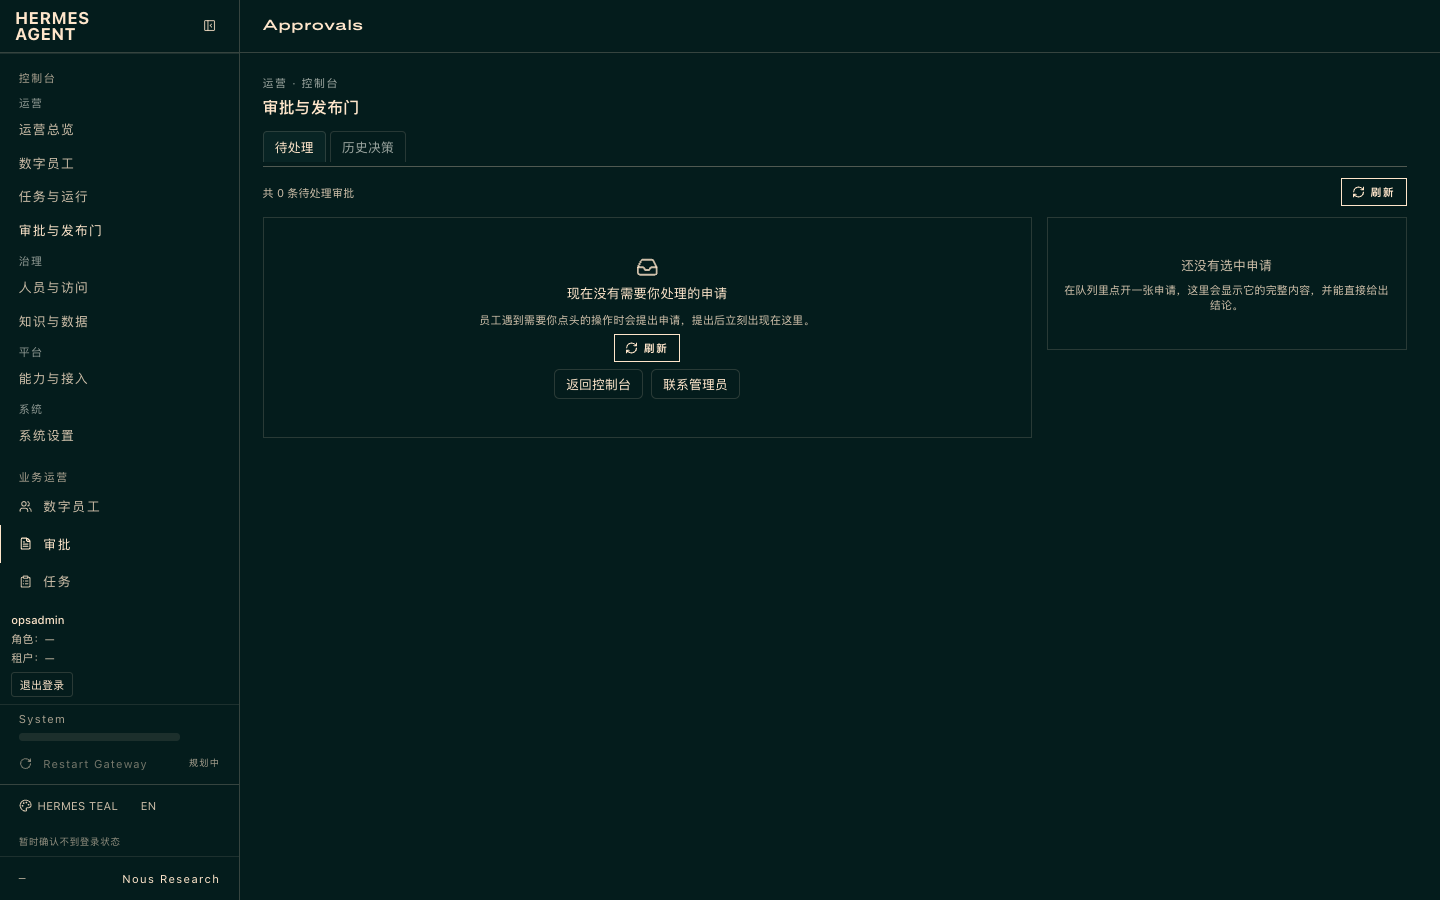 HERMES
AGENT
控制台
运营
运营总览
数字员工
任务与运行
审批与发布门
治理
人员与访问
知识与数据
平台
能力与接入
系统
系统设置
业务运营
数字员工
审批
任务
opsadmin
角色：—
租户：—
退出登录
System
Restart Gateway 规划中
HERMES TEAL EN
暂时确认不到登录状态
— Nous Research
Approvals
运营 · 控制台
审批与发布门
待处理 历史决策
共 0 条待处理审批
刷新
现在没有需要你处理的申请
员工遇到需要你点头的操作时会提出申请，提出后立刻出现在这里。
刷新
返回控制台 联系管理员
还没有选中申请
在队列里点开一张申请，这里会显示它的完整内容，并能直接给出
结论。